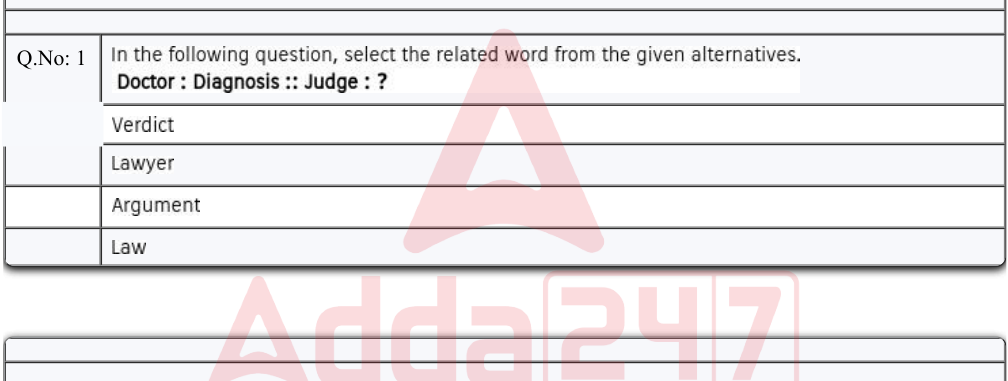 Q.No: 1
In the following question, select the related word from the given alternatives.
Doctor : Diagnosis :: Judge : ?
Verdict
Lawyer
Argument
Law
Adda247